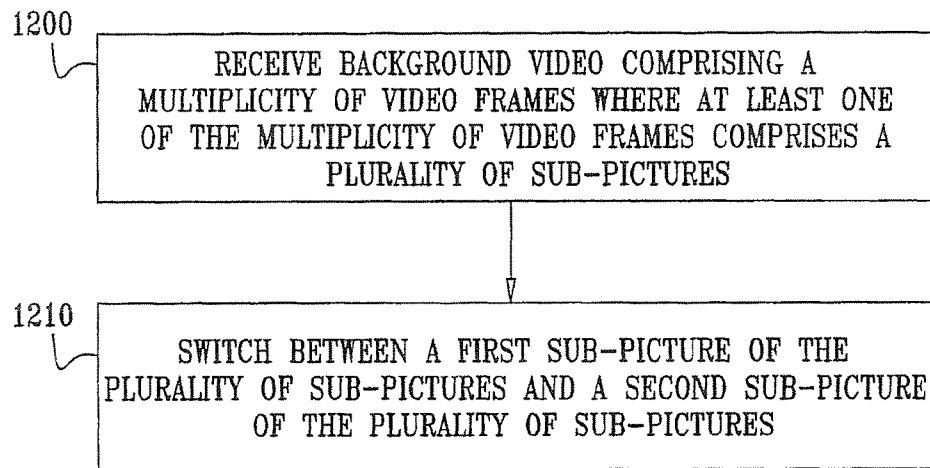 1200
RECEIVE BACKGROUND VIDEO COMPRISING A
MULTIPLICITY OF VIDEO FRAMES WHERE AT LEAST ONE
OF THE MULTIPLICITY OF VIDEO FRAMES COMPRISES A
PLURALITY OF SUB-PICTURES
1210
SWITCH BETWEEN A FIRST SUB-PICTURE OF THE
PLURALITY OF SUB-PICTURES AND A SECOND SUB-PICTURE
OF THE PLURALITY OF SUB-PICTURES